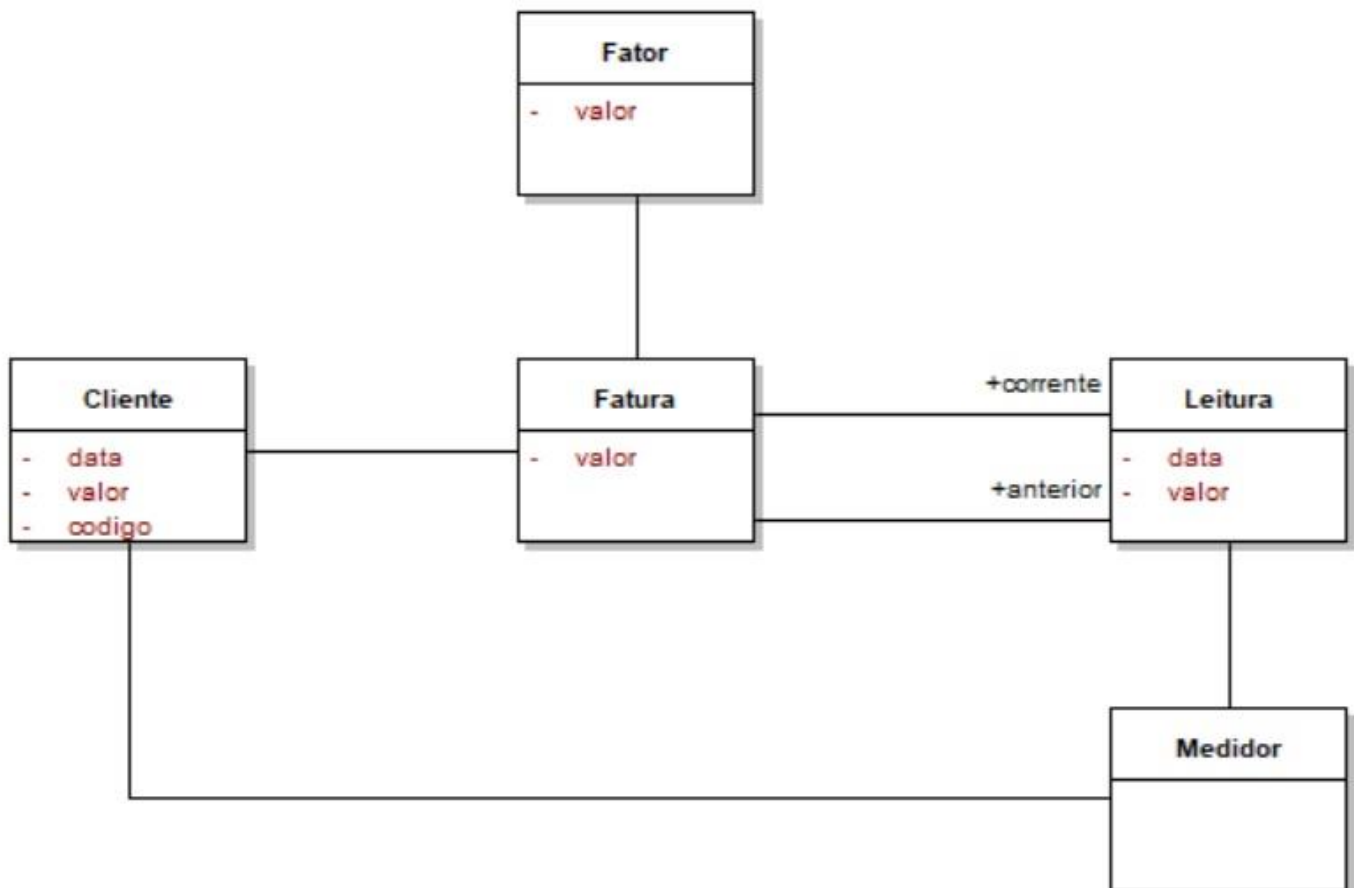 Fator
- valor
Cliente
- data
- valor
- codigo
Fatura
- valor
+corrente
+anterior
Leitura
- data
- valor
Medidor